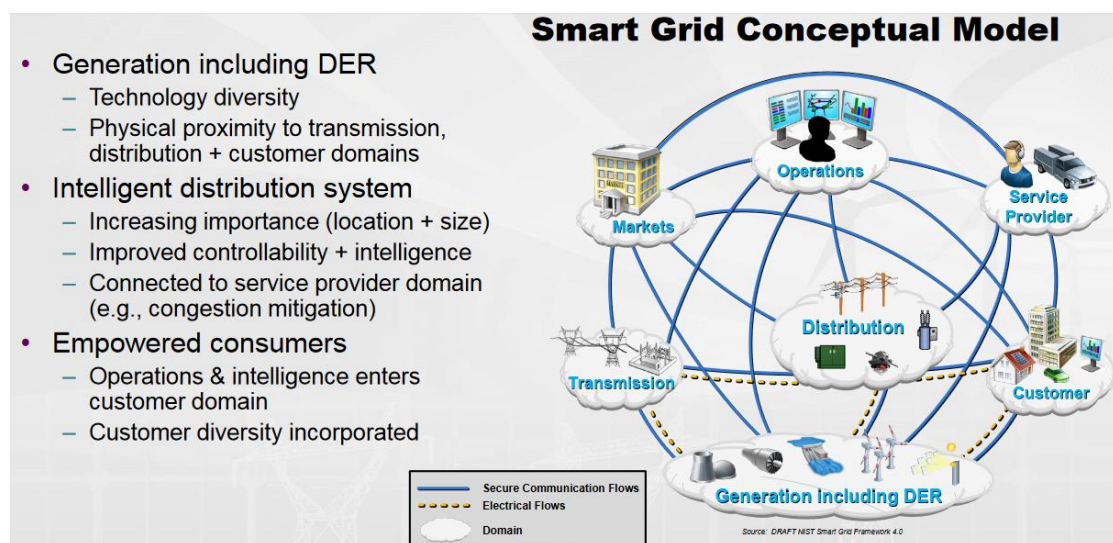 Smart Grid Conceptual Model
• Generation including DER
– Technology diversity
– Physical proximity to transmission,
distribution + customer domains
• Intelligent distribution system
– Increasing importance (location + size)
– Improved controllability + intelligence
– Connected to service provider domain
(e.g., congestion mitigation)
• Empowered consumers
– Operations & intelligence enters
customer domain
– Customer diversity incorporated
Operations
MARKET
Markets
Service
Provider
Distribution
Transmission
Customer
Generation including DER
Secure Communication Flows
Electrical Flows
Domain
Source: DRAFT NIST Smart Grid Framework 4.0